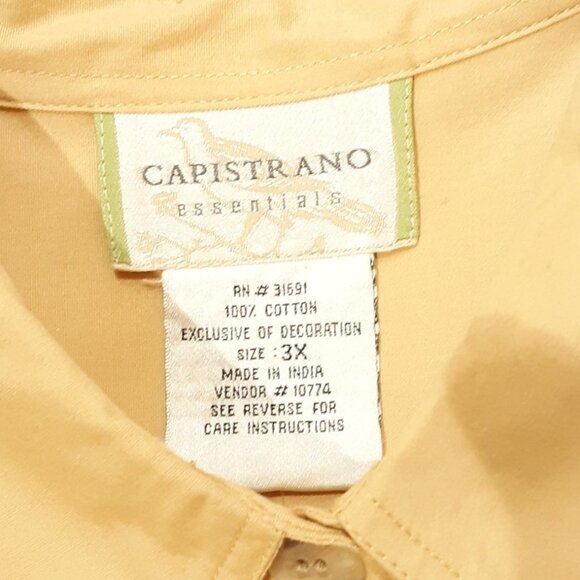 CAPISTRANO
essentials
RN # 31691
100% COTTON
EXCLUSIVE OF DECORATION
SIZE : 3X
MADE IN INDIA
VENDOR # 10774
SEE REVERSE FOR
CARE INSTRUCTIONS